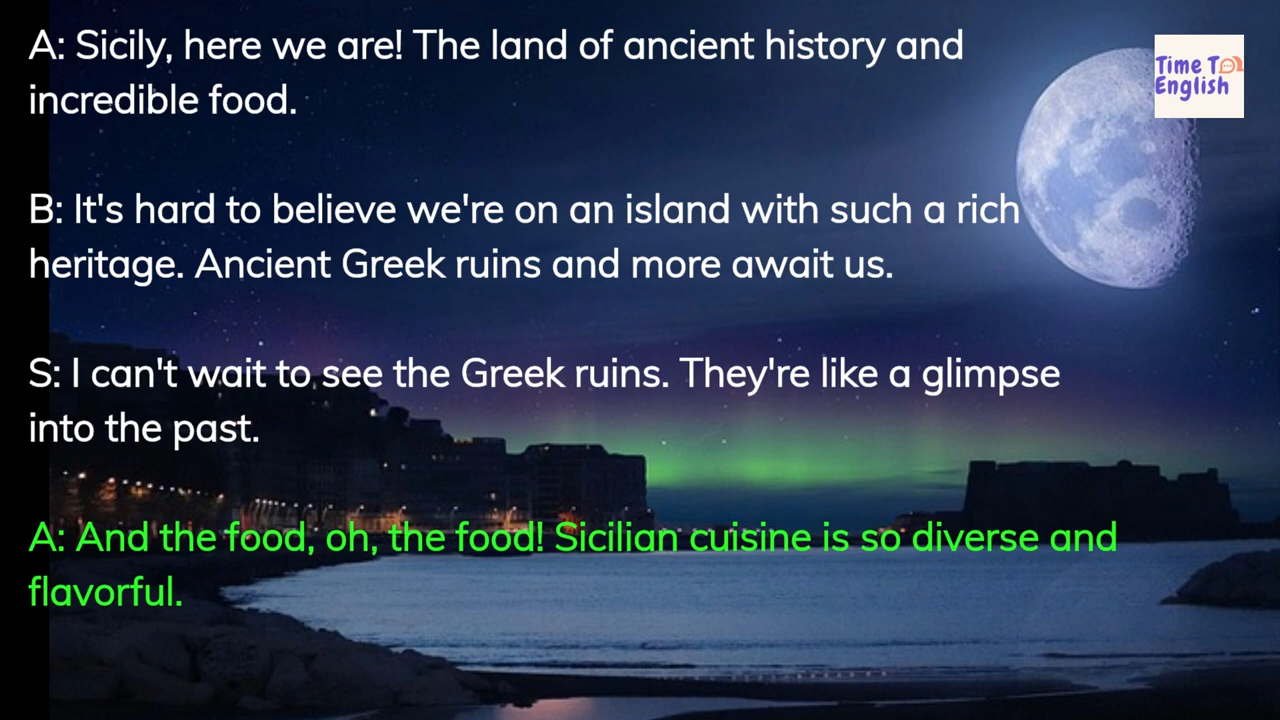 A: Sicily, here we are! The land of ancient history and
incredible food.
B: It's hard to believe we're on an island with such a rich
heritage. Ancient Greek ruins and more await us.
S: I can't wait to see the Greek ruins. They're like a glimpse
into the past.
A: And the food, oh, the food! Sicilian cuisine is so diverse and
flavorful.
Time To
English